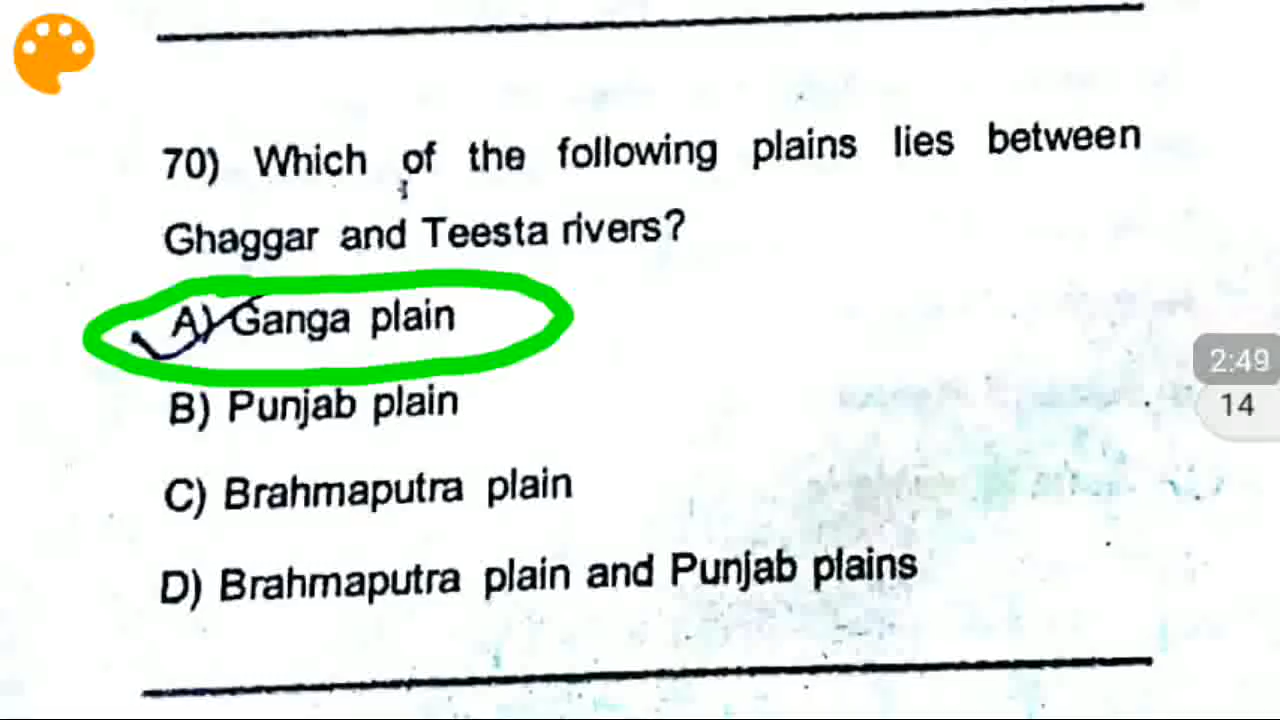 70) Which of the following plains lies between
Ghaggar and Teesta rivers?
A) Ganga plain
B) Punjab plain
C) Brahmaputra plain
D) Brahmaputra plain and Punjab plains
2:49
14